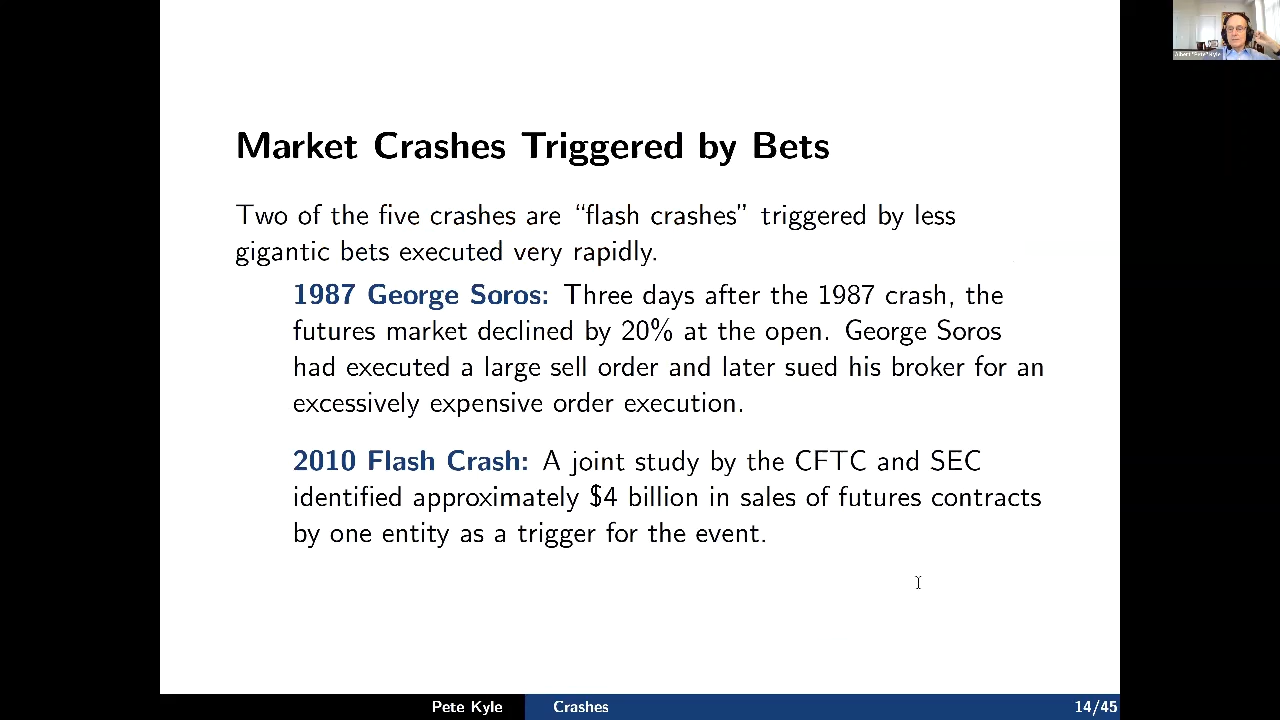 Albert "Pete" Kyle
Market Crashes Triggered by Bets
Two of the five crashes are “flash crashes” triggered by less
gigantic bets executed very rapidly.
1987 George Soros: Three days after the 1987 crash, the
futures market declined by 20% at the open. George Soros
had executed a large sell order and later sued his broker for an
excessively expensive order execution.
2010 Flash Crash: A joint study by the CFTC and SEC
identified approximately $4 billion in sales of futures contracts
by one entity as a trigger for the event.
Pete Kyle Crashes 14/45